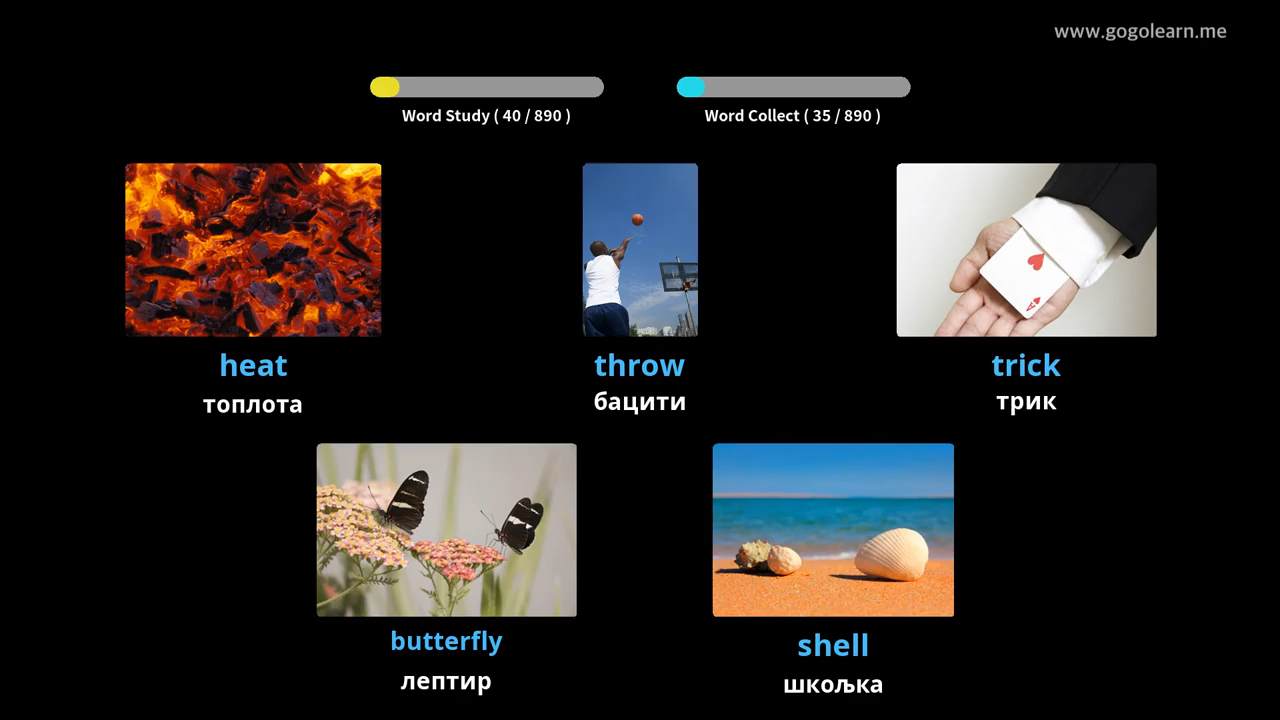 www.gogolearn.me
Word Study ( 40 / 890 )
Word Collect ( 35 / 890 )
heat
топлота
throw
бацити
trick
трик
butterfly
лептир
shell
шкољка